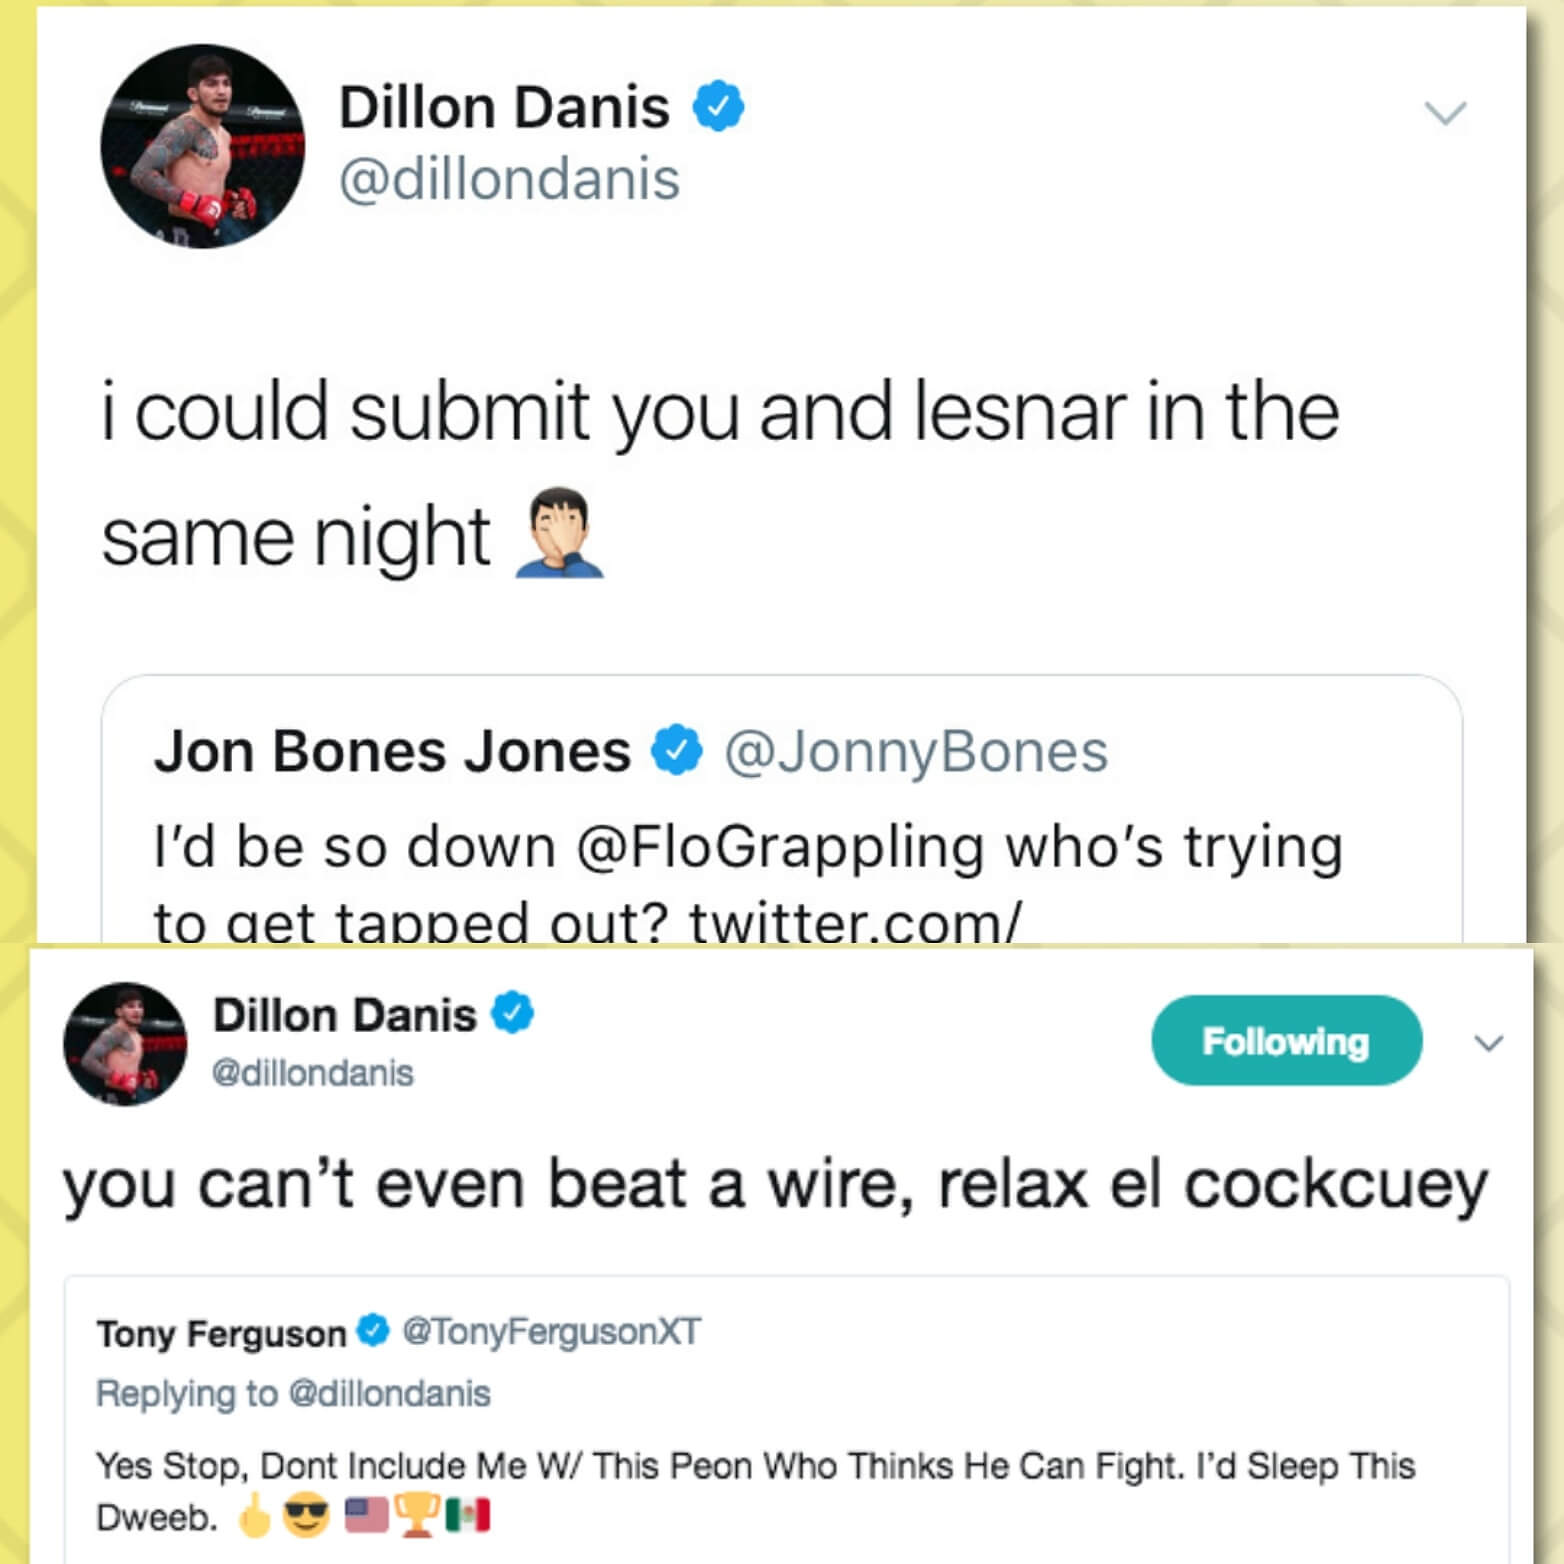 Dillon Danis
@dillondanis
i could submit you and lesnar in the
same night 🤦🏻‍♂️
Jon Bones Jones @JonnyBones
I'd be so down @FloGrappling who's trying
to get tapped out? twitter.com/
Dillon Danis
@dillondanis
Following
you can't even beat a wire, relax el cockcuey
Tony Ferguson @TonyFergusonXT
Replying to @dillondanis
Yes Stop, Dont Include Me W/ This Peon Who Thinks He Can Fight. I'd Sleep This
Dweeb. 🖕😎 🇺🇸🏆🇲🇽